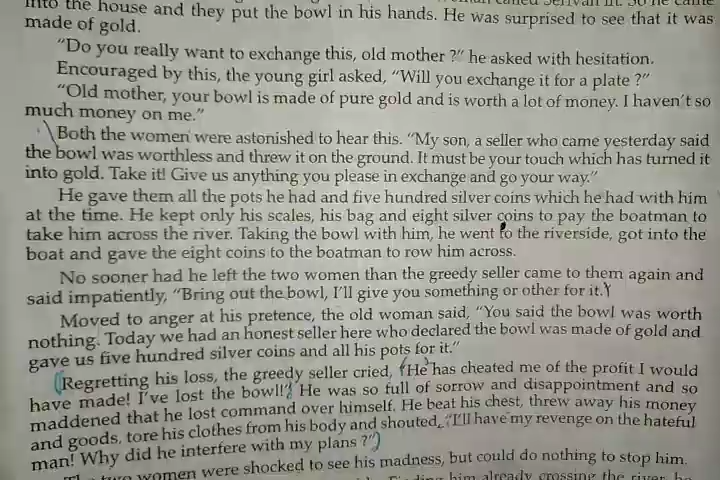 into the house and they put the bowl in his hands. He was surprised to see that it was
made of gold.
"Do you really want to exchange this, old mother ?" he asked with hesitation.
Encouraged by this, the young girl asked, "Will you exchange it for a plate ?"
"Old mother, your bowl is made of pure gold and is worth a lot of money. I haven't so
much money on me."
Both the women were astonished to hear this. "My son, a seller who came yesterday said
the bowl was worthless and threw it on the ground. It must be your touch which has turned it
into gold. Take it! Give us anything you please in exchange and go your way."
He gave them all the pots he had and five hundred silver coins which he had with him
at the time. He kept only his scales, his bag and eight silver coins to pay the boatman to
take him across the river. Taking the bowl with him, he went to the riverside, got into the
boat and gave the eight coins to the boatman to row him across.
No sooner had he left the two women than the greedy seller came to them again and
said impatiently, "Bring out the bowl, I'll give you something or other for it."
Moved to anger at his pretence, the old woman said, "You said the bowl was worth
nothing. Today we had an honest seller here who declared the bowl was made of gold and
gave us five hundred silver coins and all his pots for it."
Regretting his loss, the greedy seller cried, "He has cheated me of the profit I would
have made! I've lost the bowl!" He was so full of sorrow and disappointment and so
maddened that he lost command over himself. He beat his chest, threw away his money
and goods, tore his clothes from his body and shouted, "I'll have my revenge on the hateful
man! Why did he interfere with my plans ?"
women were shocked to see his madness, but could do nothing to stop him.
him already crossing the river, he